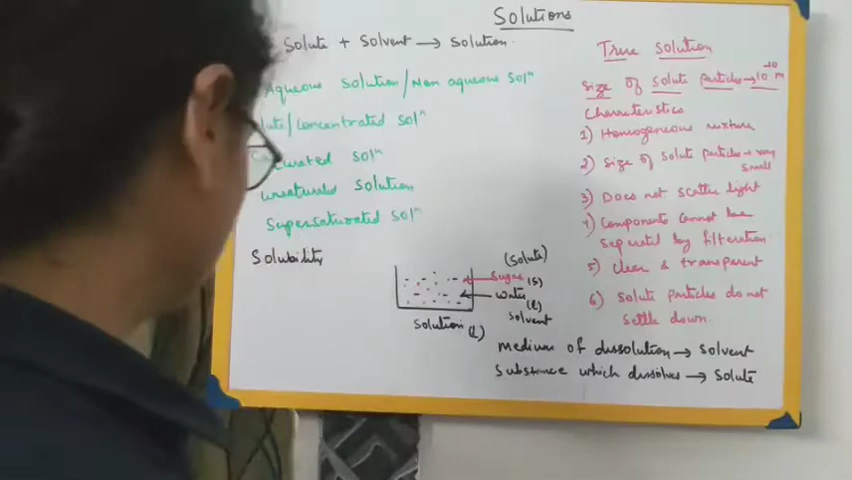 Solutions
Solute + Solvent → Solution.
Aqueous Solution/Non aqueous Solⁿ
/Concentrated Solⁿ
Solⁿ
Solution
Supersaturated Solⁿ
Solubility
(Solute)
Sugar (s)
Water (l)
Solvent
Solution (L)
Medium of dissolution → Solvent
Substance which dissolves → Solute
True Solution
Size of Solute particles → 10⁻¹⁰ m
Characteristics
1) Homogeneous mixture
2) Size of Solute particles → very
small
3) Does not scatter light
4) Components cannot be
by filteration.
5) clear & transparent
6) Solute particles do not
settle down.